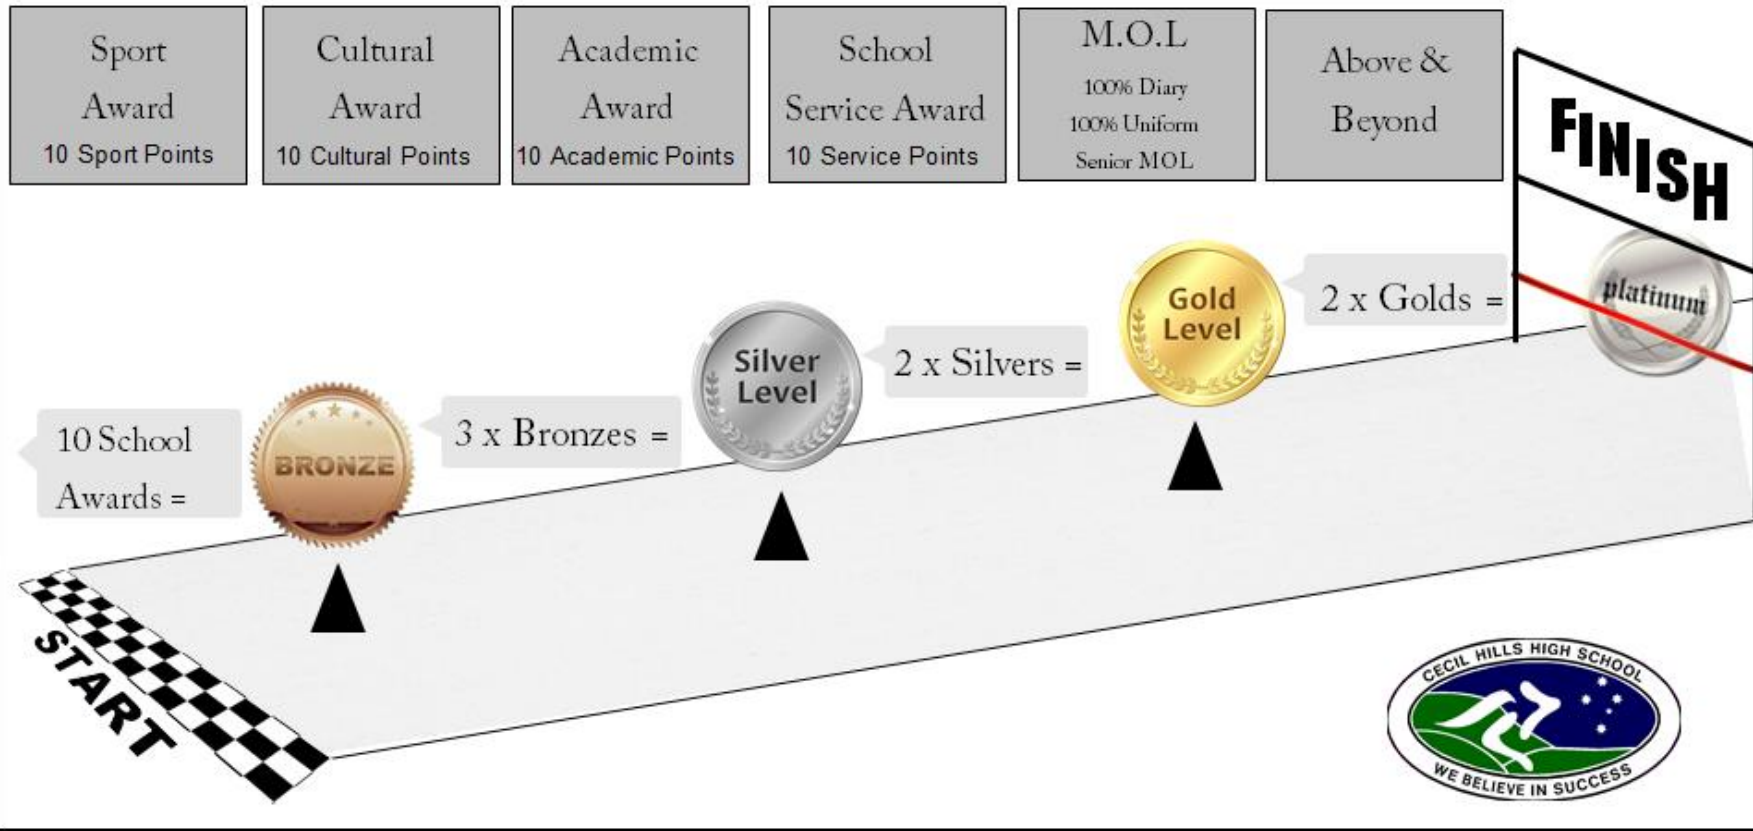 Sport
Award
10 Sport Points
Cultural
Award
10 Cultural Points
Academic
Award
10 Academic Points
School
Service Award
10 Service Points
M.O.L
100% Diary
100% Uniform
Senior MOL
Above &
Beyond
FINISH
10 School
Awards =
BRONZE
3 x Bronzes =
Silver
Level
2 x Silvers =
Gold
Level
2 x Golds =
platinum
START
CECIL HILLS HIGH SCHOOL
WE BELIEVE IN SUCCESS